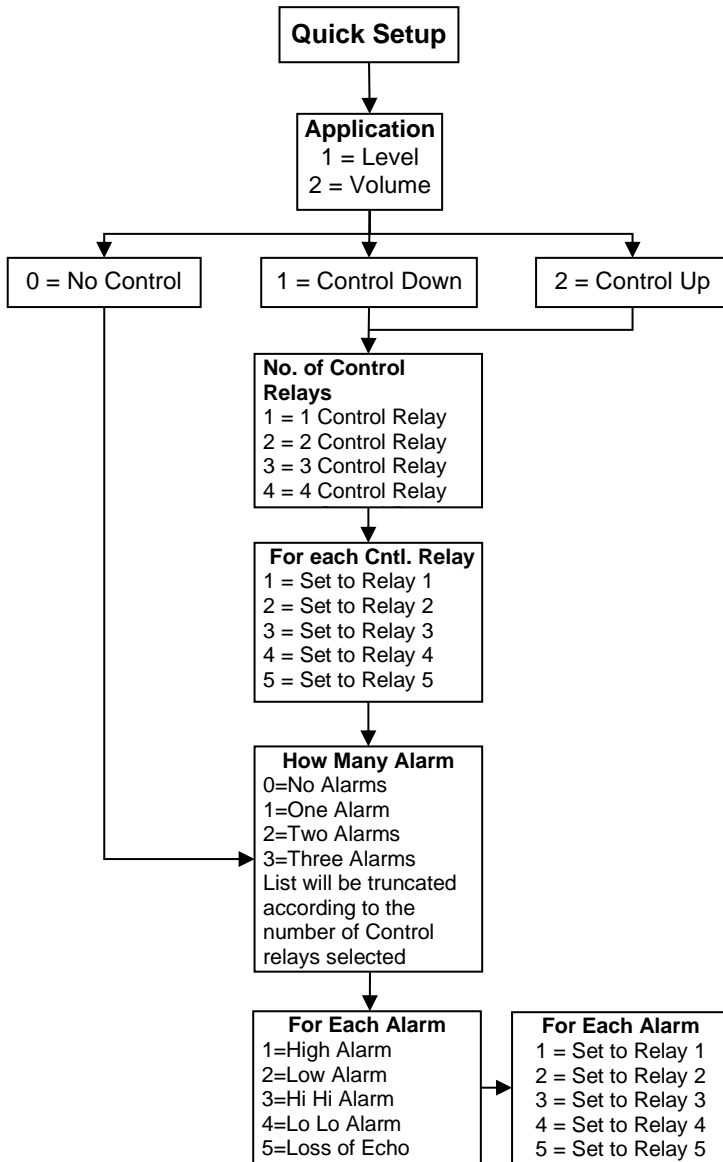 Quick Setup
Application
1 = Level
2 = Volume
0 = No Control
1 = Control Down
2 = Control Up
No. of Control
Relays
1 = 1 Control Relay
2 = 2 Control Relay
3 = 3 Control Relay
4 = 4 Control Relay
For each Cntl. Relay
1 = Set to Relay 1
2 = Set to Relay 2
3 = Set to Relay 3
4 = Set to Relay 4
5 = Set to Relay 5
How Many Alarm
0=No Alarms
1=One Alarm
2=Two Alarms
3=Three Alarms
List will be truncated
according to the
number of Control
relays selected
For Each Alarm
1=High Alarm
2=Low Alarm
3=Hi Hi Alarm
4=Lo Lo Alarm
5=Loss of Echo
For Each Alarm
1 = Set to Relay 1
2 = Set to Relay 2
3 = Set to Relay 3
4 = Set to Relay 4
5 = Set to Relay 5